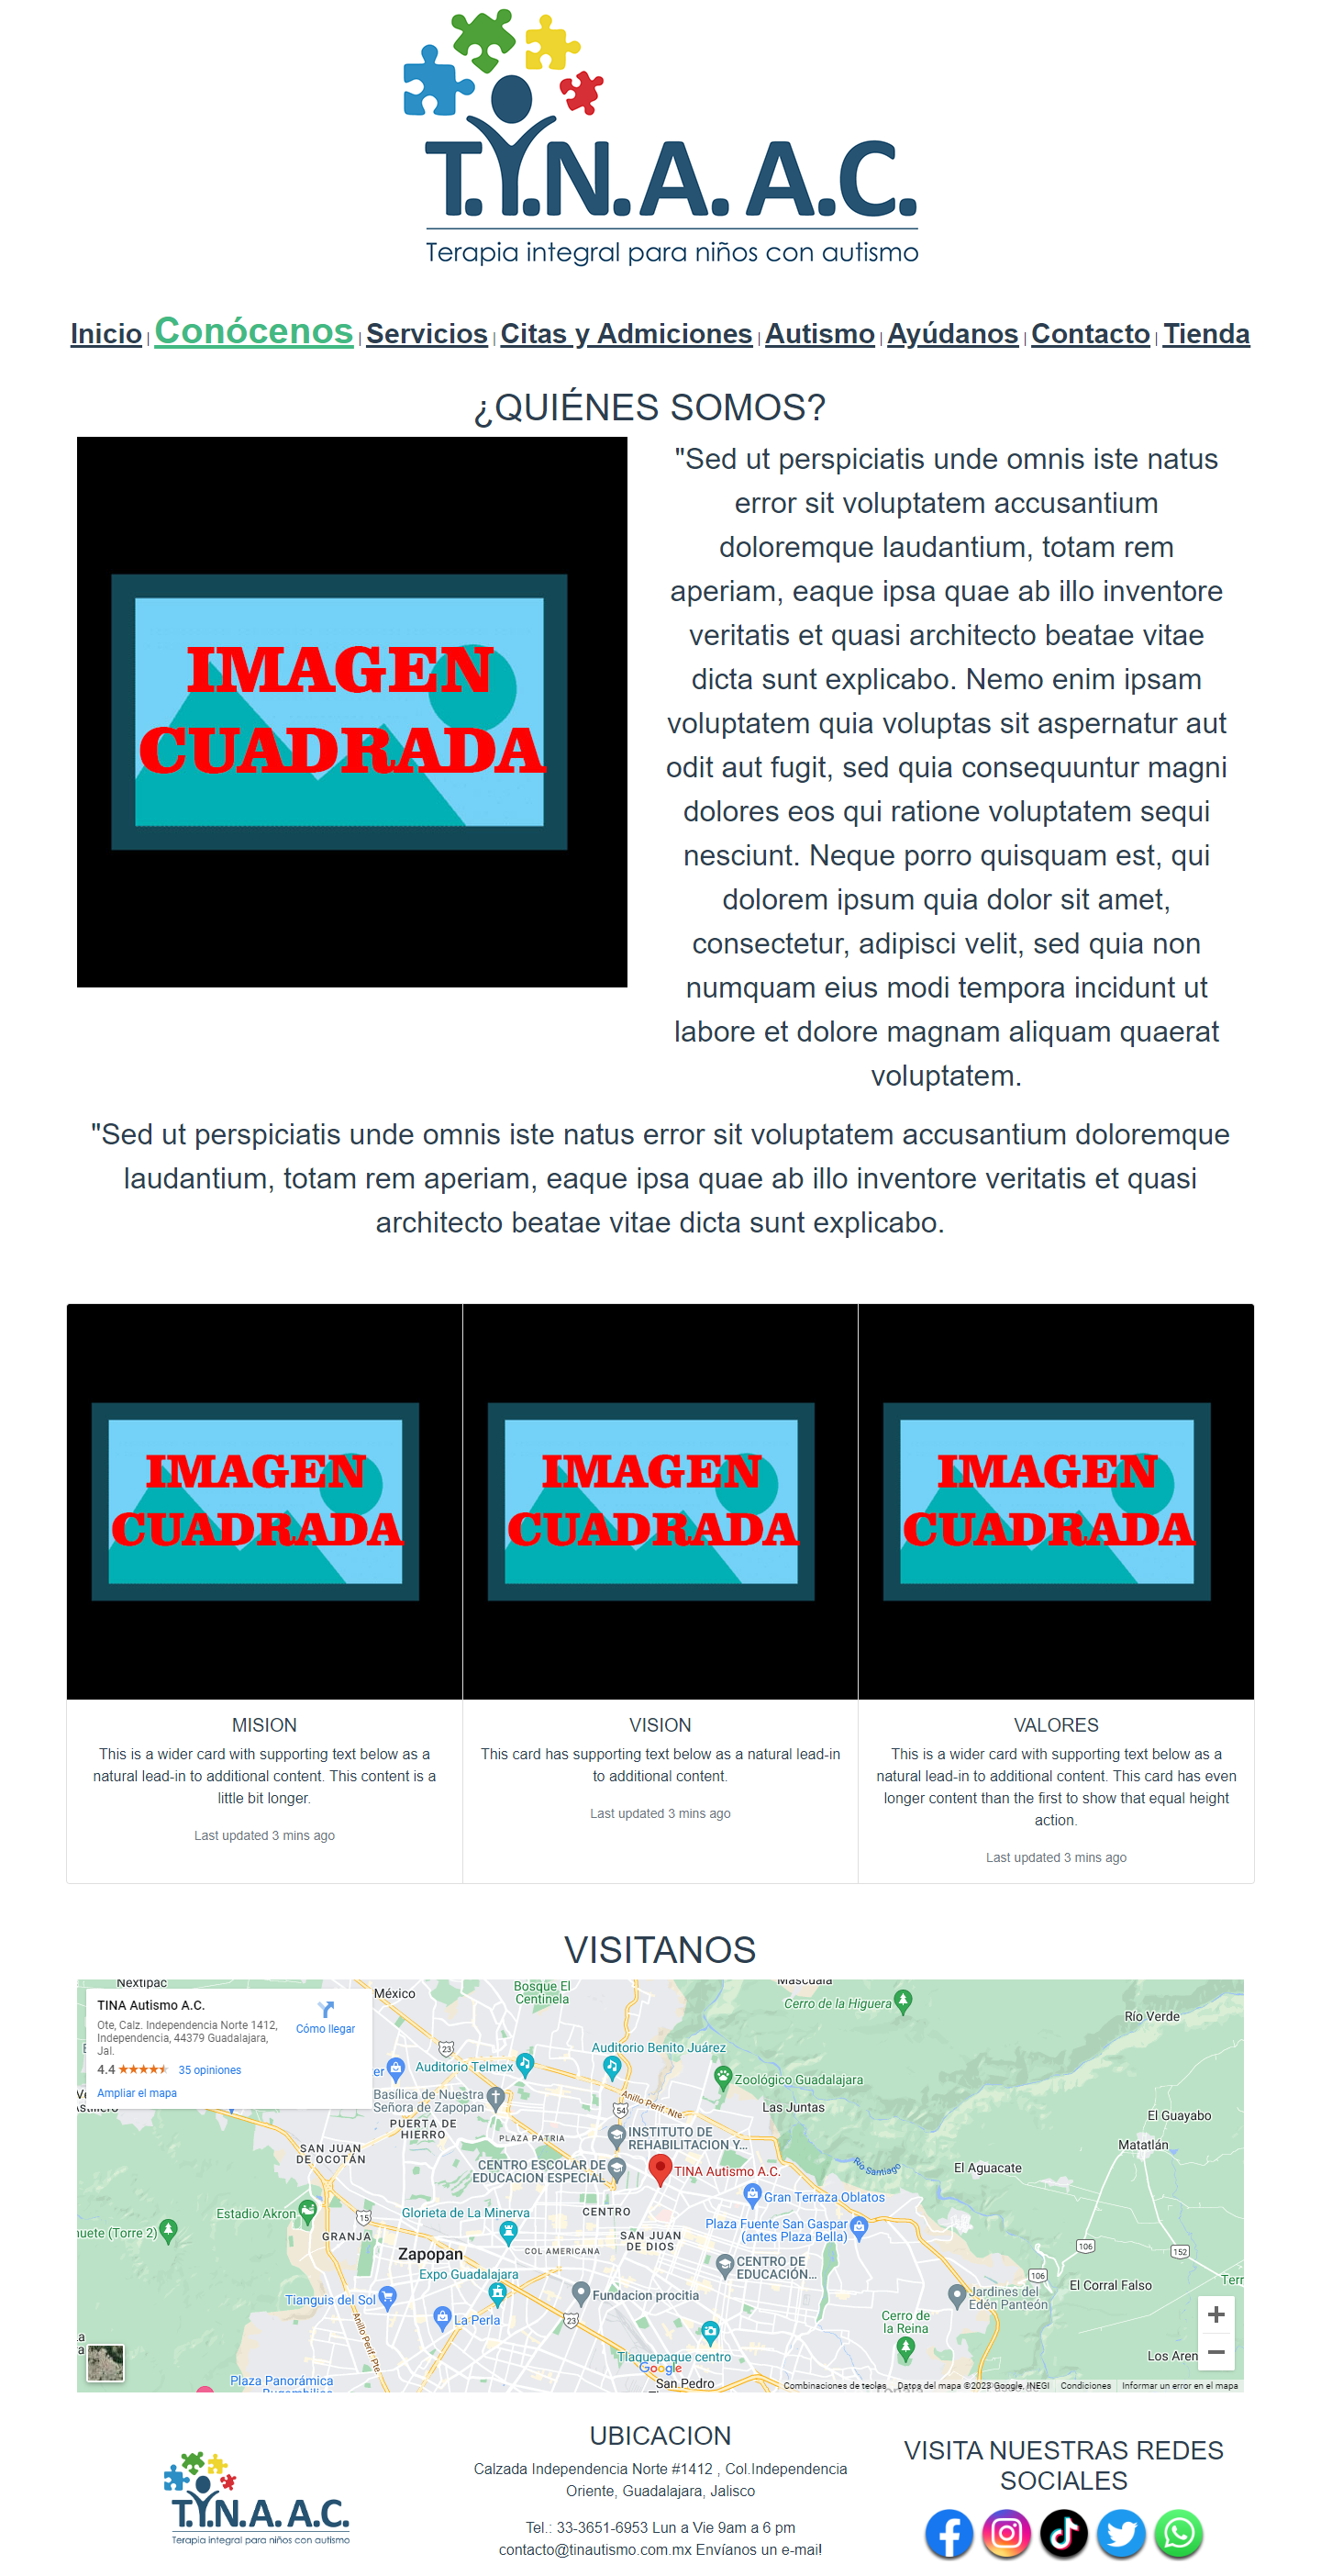 T.I.N.A. A.C.
Terapia integral para niños con autismo
Inicio | Conócenos | Servicios | Citas y Admiciones | Autismo | Ayúdanos | Contacto | Tienda
¿QUIÉNES SOMOS?
IMAGEN
CUADRADA
"Sed ut perspiciatis unde omnis iste natus
error sit voluptatem accusantium
doloremque laudantium, totam rem
aperiam, eaque ipsa quae ab illo inventore
veritatis et quasi architecto beatae vitae
dicta sunt explicabo. Nemo enim ipsam
voluptatem quia voluptas sit aspernatur aut
odit aut fugit, sed quia consequuntur magni
dolores eos qui ratione voluptatem sequi
nesciunt. Neque porro quisquam est, qui
dolorem ipsum quia dolor sit amet,
consectetur, adipisci velit, sed quia non
numquam eius modi tempora incidunt ut
labore et dolore magnam aliquam quaerat
voluptatem.
"Sed ut perspiciatis unde omnis iste natus error sit voluptatem accusantium doloremque
laudantium, totam rem aperiam, eaque ipsa quae ab illo inventore veritatis et quasi
architecto beatae vitae dicta sunt explicabo.
IMAGEN
CUADRADA
IMAGEN
CUADRADA
IMAGEN
CUADRADA
MISION
This is a wider card with supporting text below as a
natural lead-in to additional content. This content is a
little bit longer.
Last updated 3 mins ago
VISION
This card has supporting text below as a natural lead-in
to additional content.
Last updated 3 mins ago
VALORES
This is a wider card with supporting text below as a
natural lead-in to additional content. This card has even
longer content than the first to show that equal height
action.
Last updated 3 mins ago
VISITANOS
TINA Autismo A.C.
Ote, Calz. Independencia Norte 1412,
Independencia, 44379 Guadalajara,
Jal.
4.4
35 opiniones
Ampliar el mapa
Cómo llegar
Nextipac
México
Bosque El
Centinela
Mascuala
Cerro de la Higuera
Río Verde
23
Auditorio Telmex
Auditorio Benito Juárez
Zoológico Guadalajara
Basílica de Nuestra
Señora de Zapopan
Anillo Perif. Nte.
54
Las Juntas
El Guayabo
PUERTA DE
HIERRO
PLAZA PATRIA
INSTITUTO DE
REHABILITACION Y...
Matatlán
SAN JUAN
DE OCOTÁN
CENTRO ESCOLAR DE
EDUCACION ESPECIAL
TINA Autismo A.C.
Río Santiago
El Aguacate
Gran Terraza Oblatos
Estadio Akron
15
Glorieta de La Minerva
CENTRO
Plaza Fuente San Gaspar
(antes Plaza Bella)
huete (Torre 2)
GRANJA
SAN JUAN
DE DIOS
106
152
Zapopan
COL AMERICANA
CENTRO DE
EDUCACIÓN...
Expo Guadalajara
106
El Corral Falso
Tianguis del Sol
Fundacion procitia
Jardines del
Edén Panteón
La Perla
23
Anillo Perif. Pte.
Cerro de
la Reina
Tlaquepaque centro
Google
Plaza Panorámica
San Pedro
Combinaciones de teclas
Datos del mapa ©2023 Google, INEGI
Condiciones
Informar un error en el mapa
T.I.N.A. A.C.
Terapia integral para niños con autismo
UBICACION
Calzada Independencia Norte #1412 , Col.Independencia
Oriente, Guadalajara, Jalisco
Tel.: 33-3651-6953 Lun a Vie 9am a 6 pm
contacto@tinautismo.com.mx Envíanos un e-mail
VISITA NUESTRAS REDES
SOCIALES